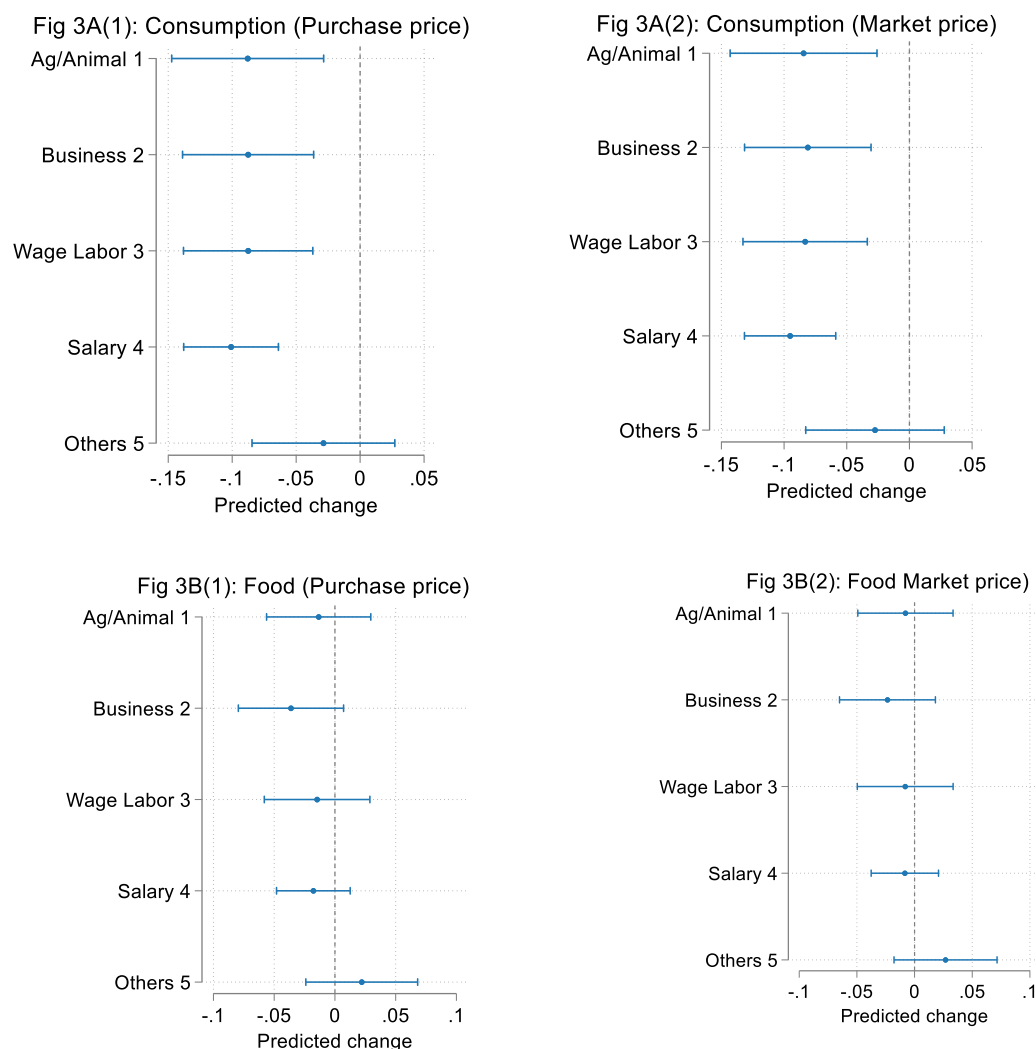 Fig 3A(1): Consumption (Purchase price)
Ag/Animal 1
Business 2
Wage Labor 3
Salary 4
Others 5
-.15 -.1 -.05 0 .05
Predicted change
Fig 3A(2): Consumption (Market price)
Ag/Animal 1
Business 2
Wage Labor 3
Salary 4
Others 5
-.15 -.1 -.05 0 .05
Predicted change
Fig 3B(1): Food (Purchase price)
Ag/Animal 1
Business 2
Wage Labor 3
Salary 4
Others 5
-.1 -.05 0 .05 .1
Predicted change
Fig 3B(2): Food Market price)
Ag/Animal 1
Business 2
Wage Labor 3
Salary 4
Others 5
-.1 -.05 0 .05 .1
Predicted change